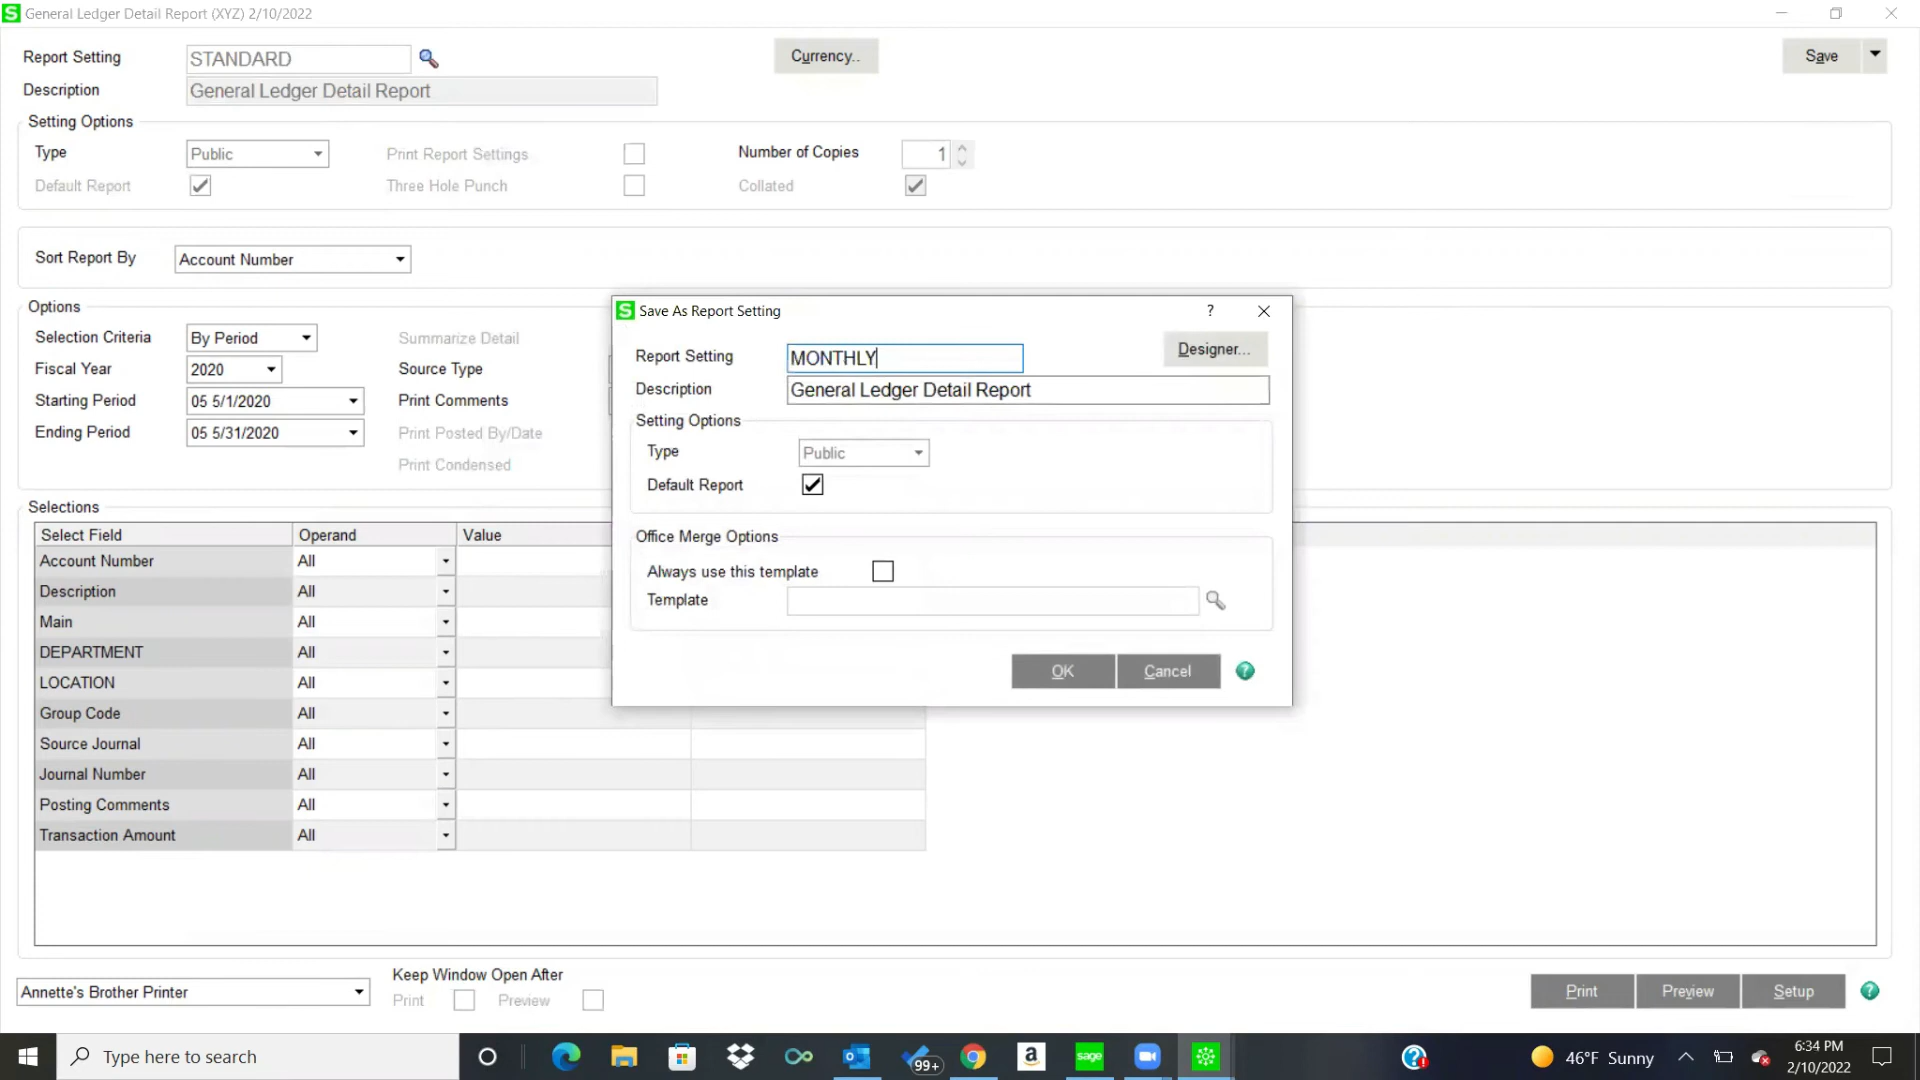 S General Ledger Detail Report (XYZ) 2/10/2022
Report Setting STANDARD Currency.. Save
Description General Ledger Detail Report
Setting Options
Type Public Print Report Settings Number of Copies 1
Default Report Three Hole Punch Collated
Sort Report By Account Number
Options
Selection Criteria By Period Summarize Detail
Fiscal Year 2020 Source Type
Starting Period 05 5/1/2020 Print Comments
Ending Period 05 5/31/2020 Print Posted By/Date
Print Condensed
S Save As Report Setting ?
Report Setting MONTHLY Designer...
Description General Ledger Detail Report
Setting Options
Type Public
Default Report
Office Merge Options
Always use this template
Template
OK Cancel ?
Selections
Select Field Operand Value
Account Number All
Description All
Main All
DEPARTMENT All
LOCATION All
Group Code All
Source Journal All
Journal Number All
Posting Comments All
Transaction Amount All
Annette's Brother Printer
Keep Window Open After
Print Preview
Print Preview Setup ?
Type here to search
99+
a
sage
?
46°F Sunny
6:34 PM
2/10/2022